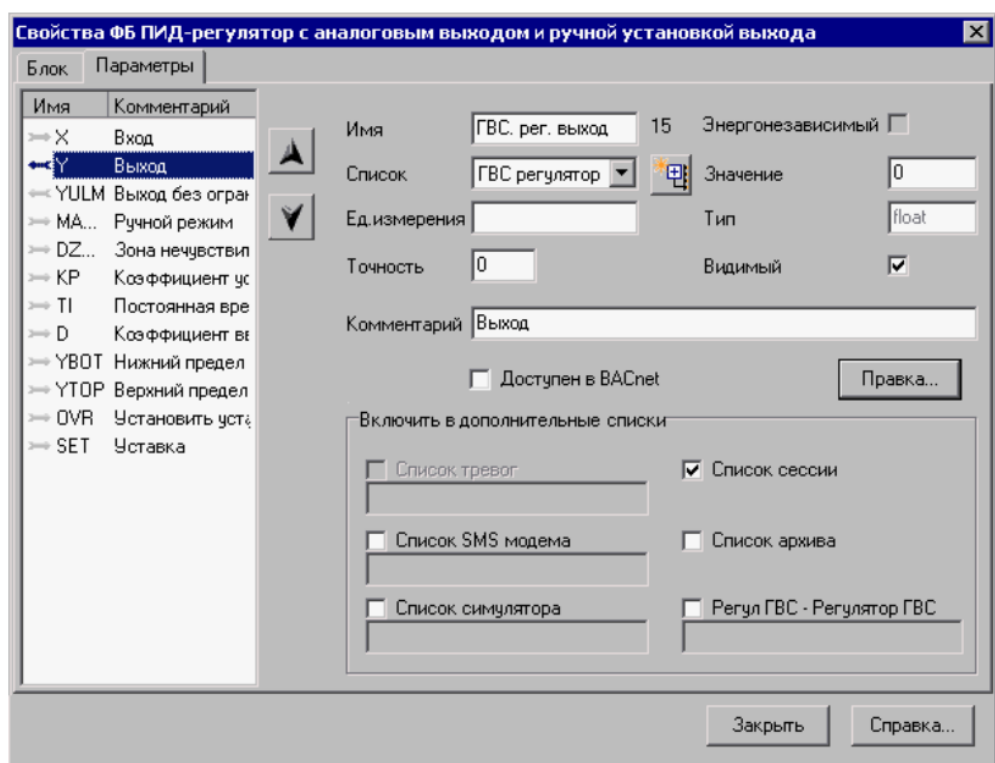 Свойства ФБ ПИД-регулятор с аналоговым выходом и ручной установкой выхода
Блок Параметры
Имя Комментарий
X Вход
Y Выход
YULM Выход без огран
MA... Ручной режим
DZ... Зона нечувствил
KP Коэффициент ус
TI Постоянная вре
D Коэффициент ве
YBOT Нижний предел
YTOP Верхний предел
OVR Установить уста
SET Уставка
Имя ГВС. рег. выход 15 Энергонезависимый
Список ГВС регулятор Значение 0
Ед.измерения Тип float
Точность 0 Видимый
Комментарий Выход
Доступен в BACnet Правка...
Включить в дополнительные списки
Список тревог Список сессии
Список SMS модема Список архива
Список симулятора Регул ГВС - Регулятор ГВС
Закрыть Справка...